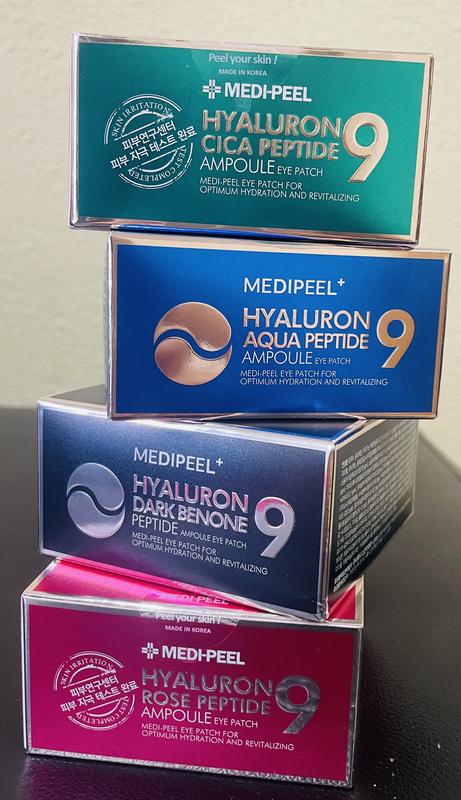 Peel your skin !
MADE IN KOREA
MEDI-PEEL
SKIN IRRITATION
피부연구센터
피부 자극 테스트 완료
TEST COMPLETED
HYALURON
CICA PEPTIDE 9
AMPOULE EYE PATCH
MEDI-PEEL EYE PATCH FOR
OPTIMUM HYDRATION AND REVITALIZING
MEDIPEEL+
HYALURON
AQUA PEPTIDE 9
AMPOULE EYE PATCH
MEDI-PEEL EYE PATCH FOR
OPTIMUM HYDRATION AND REVITALIZING
MEDIPEEL+
HYALURON
DARK BENONE 9
PEPTIDE AMPOULE EYE PATCH
MEDI-PEEL EYE PATCH FOR
OPTIMUM HYDRATION AND REVITALIZING
MEDI-PEEL
Peel your skin !
MADE IN KOREA
MEDI-PEEL
SKIN IRRITATION
피부연구센터
피부 자극 테스트 완료
TEST COMPLETED
HYALURON
ROSE PEPTIDE 9
AMPOULE EYE PATCH
MEDI-PEEL EYE PATCH FOR
OPTIMUM HYDRATION AND REVITALIZING